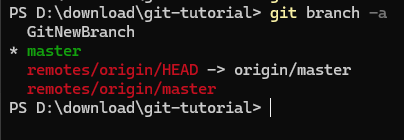 PS D:\download\git-tutorial> git branch -a
  GitNewBranch
* master
  remotes/origin/HEAD -> origin/master
  remotes/origin/master
PS D:\download\git-tutorial>